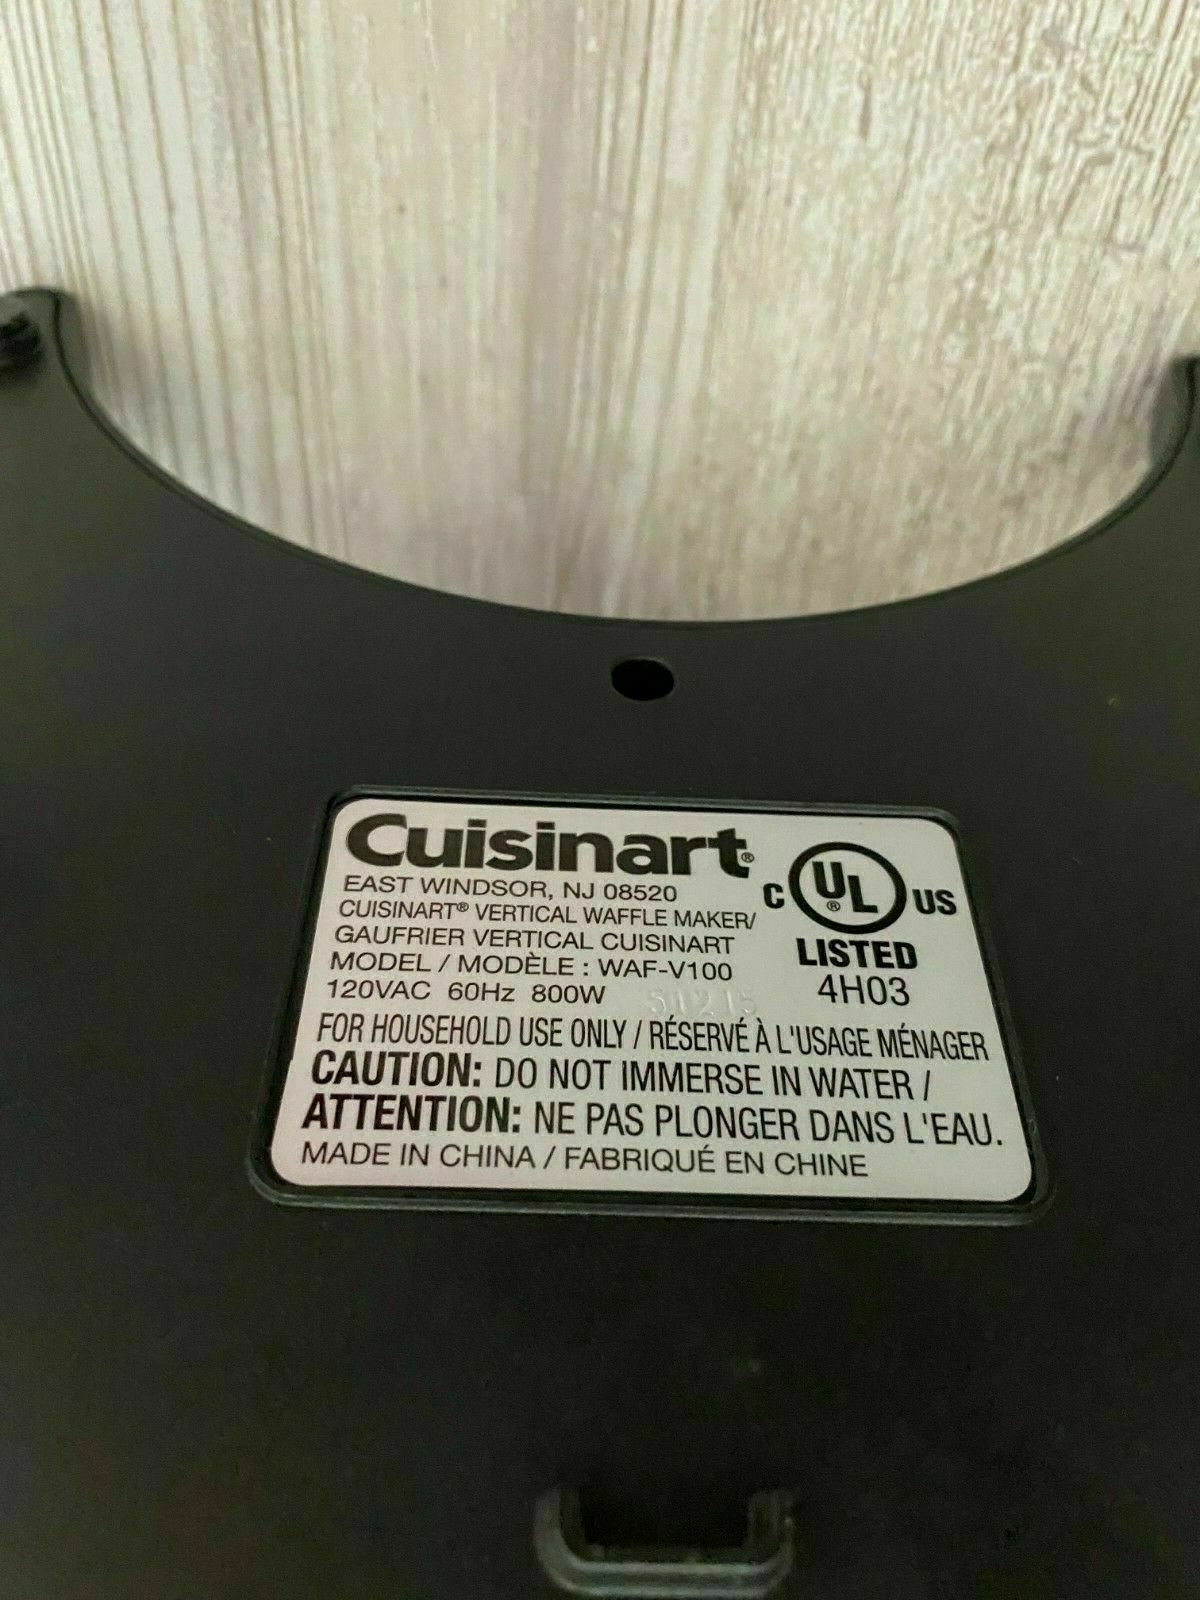 Cuisinart®
EAST WINDSOR, NJ 08520
CUISINART® VERTICAL WAFFLE MAKER/
GAUFRIER VERTICAL CUISINART
MODEL / MODÈLE : WAF-V100
120VAC 60Hz 800W
C UL® US
LISTED
4H03
FOR HOUSEHOLD USE ONLY / RÉSERVÉ À L'USAGE MÉNAGER
CAUTION: DO NOT IMMERSE IN WATER /
ATTENTION: NE PAS PLONGER DANS L'EAU.
MADE IN CHINA / FABRIQUÉ EN CHINE